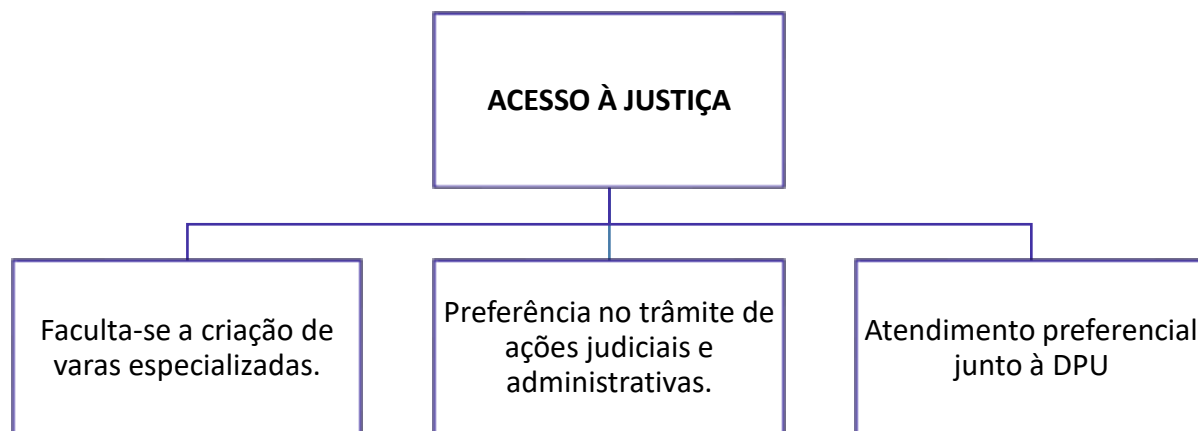 ACESSO À JUSTIÇA
Faculta-se a criação de
varas especializadas.
Preferência no trâmite de
ações judiciais e
administrativas.
Atendimento preferencial
junto à DPU